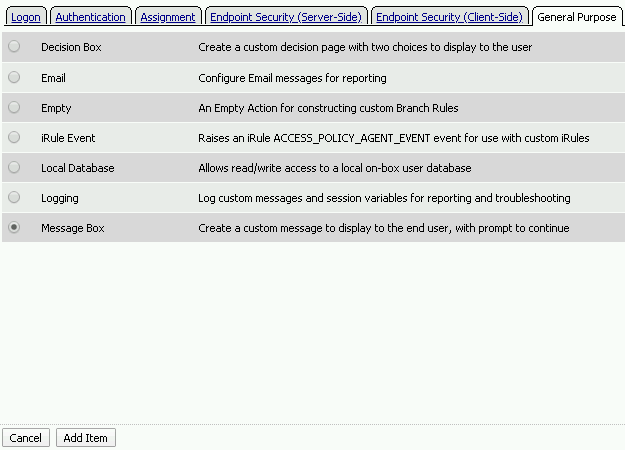 Logon Authentication Assignment Endpoint Security (Server-Side) Endpoint Security (Client-Side) General Purpose
Decision Box Create a custom decision page with two choices to display to the user
Email Configure Email messages for reporting
Empty An Empty Action for constructing custom Branch Rules
iRule Event Raises an iRule ACCESS_POLICY_AGENT_EVENT event for use with custom iRules
Local Database Allows read/write access to a local on-box user database
Logging Log custom messages and session variables for reporting and troubleshooting
Message Box Create a custom message to display to the end user, with prompt to continue
Cancel Add Item